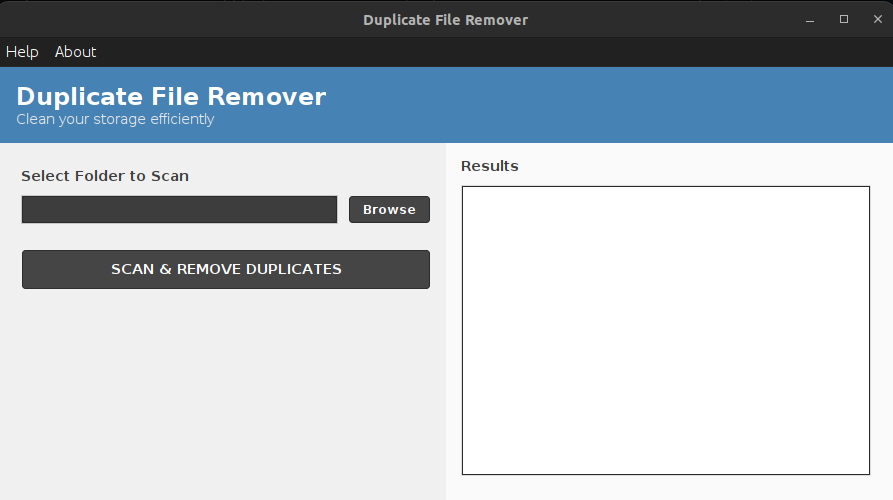 Duplicate File Remover
Help About
Duplicate File Remover
Clean your storage efficiently
Select Folder to Scan
Browse
SCAN & REMOVE DUPLICATES
Results